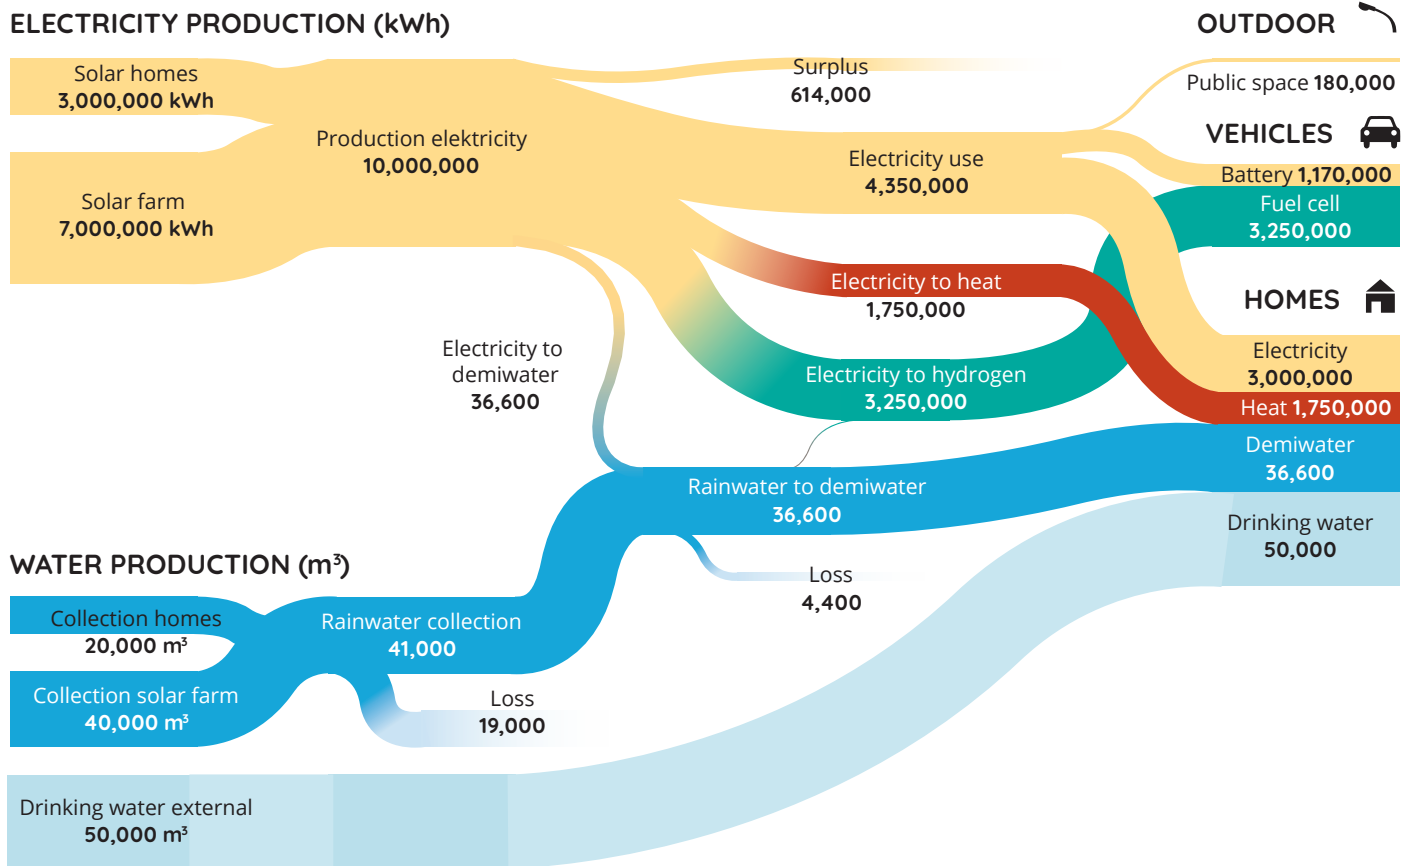 ELECTRICITY PRODUCTION (kWh)
Solar homes
3,000,000 kWh
Solar farm
7,000,000 kWh
Production elektricity
10,000,000
Surplus
614,000
Electricity use
4,350,000
Electricity to heat
1,750,000
Electricity to hydrogen
3,250,000
Electricity to
demiwater
36,600
OUTDOOR
Public space 180,000
VEHICLES
Battery 1,170,000
Fuel cell
3,250,000
HOMES
Electricity
3,000,000
Heat 1,750,000
Demiwater
36,600
Drinking water
50,000
Rainwater to demiwater
36,600
Loss
4,400
WATER PRODUCTION (m³)
Collection homes
20,000 m³
Collection solar farm
40,000 m³
Rainwater collection
41,000
Loss
19,000
Drinking water external
50,000 m³